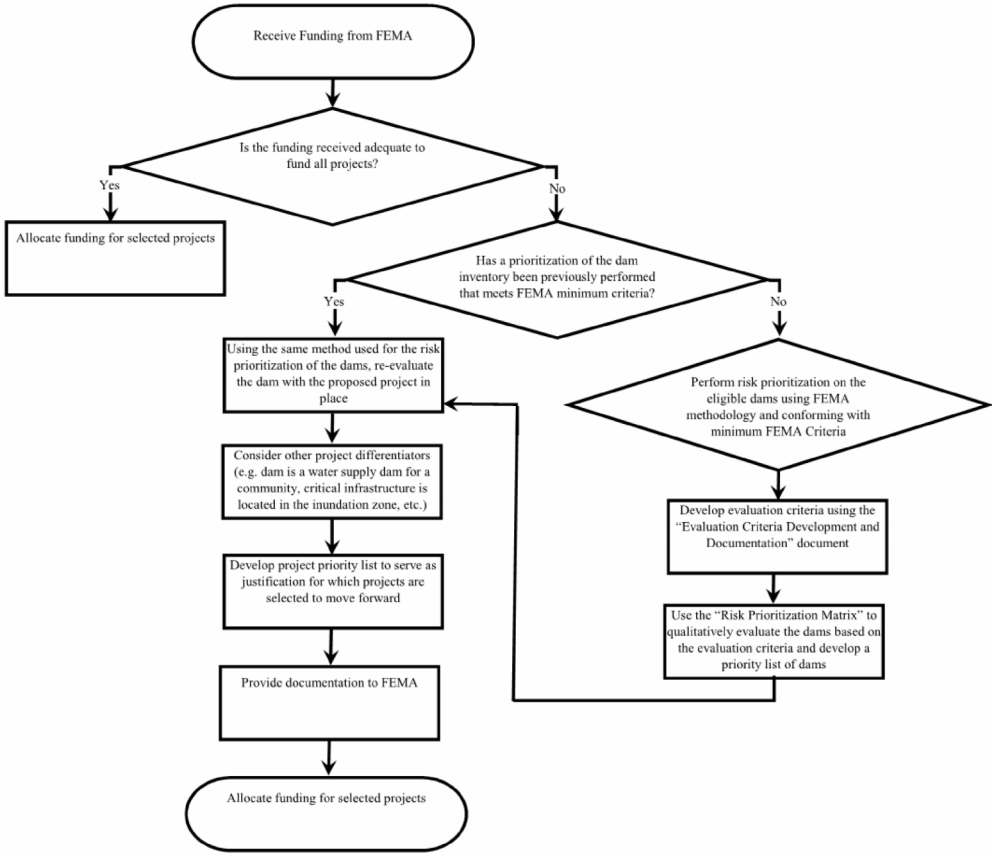 Receive Funding from FEMA
Is the funding received adequate to
fund all projects?
Yes
No
Allocate funding for selected projects
Has a prioritization of the dam
inventory been previously performed
that meets FEMA minimum criteria?
Yes
No
Using the same method used for the risk
prioritization of the dams, re-evaluate
the dam with the proposed project in
place
Perform risk prioritization on the
eligible dams using FEMA
methodology and conforming with
minimum FEMA Criteria
Consider other project differentiators
(e.g. dam is a water supply dam for a
community, critical infrastructure is
located in the inundation zone, etc.)
Develop evaluation criteria using the
“Evaluation Criteria Development and
Documentation” document
Develop project priority list to serve as
justification for which projects are
selected to move forward
Use the “Risk Prioritization Matrix” to
qualitatively evaluate the dams based on
the evaluation criteria and develop a
priority list of dams
Provide documentation to FEMA
Allocate funding for selected projects